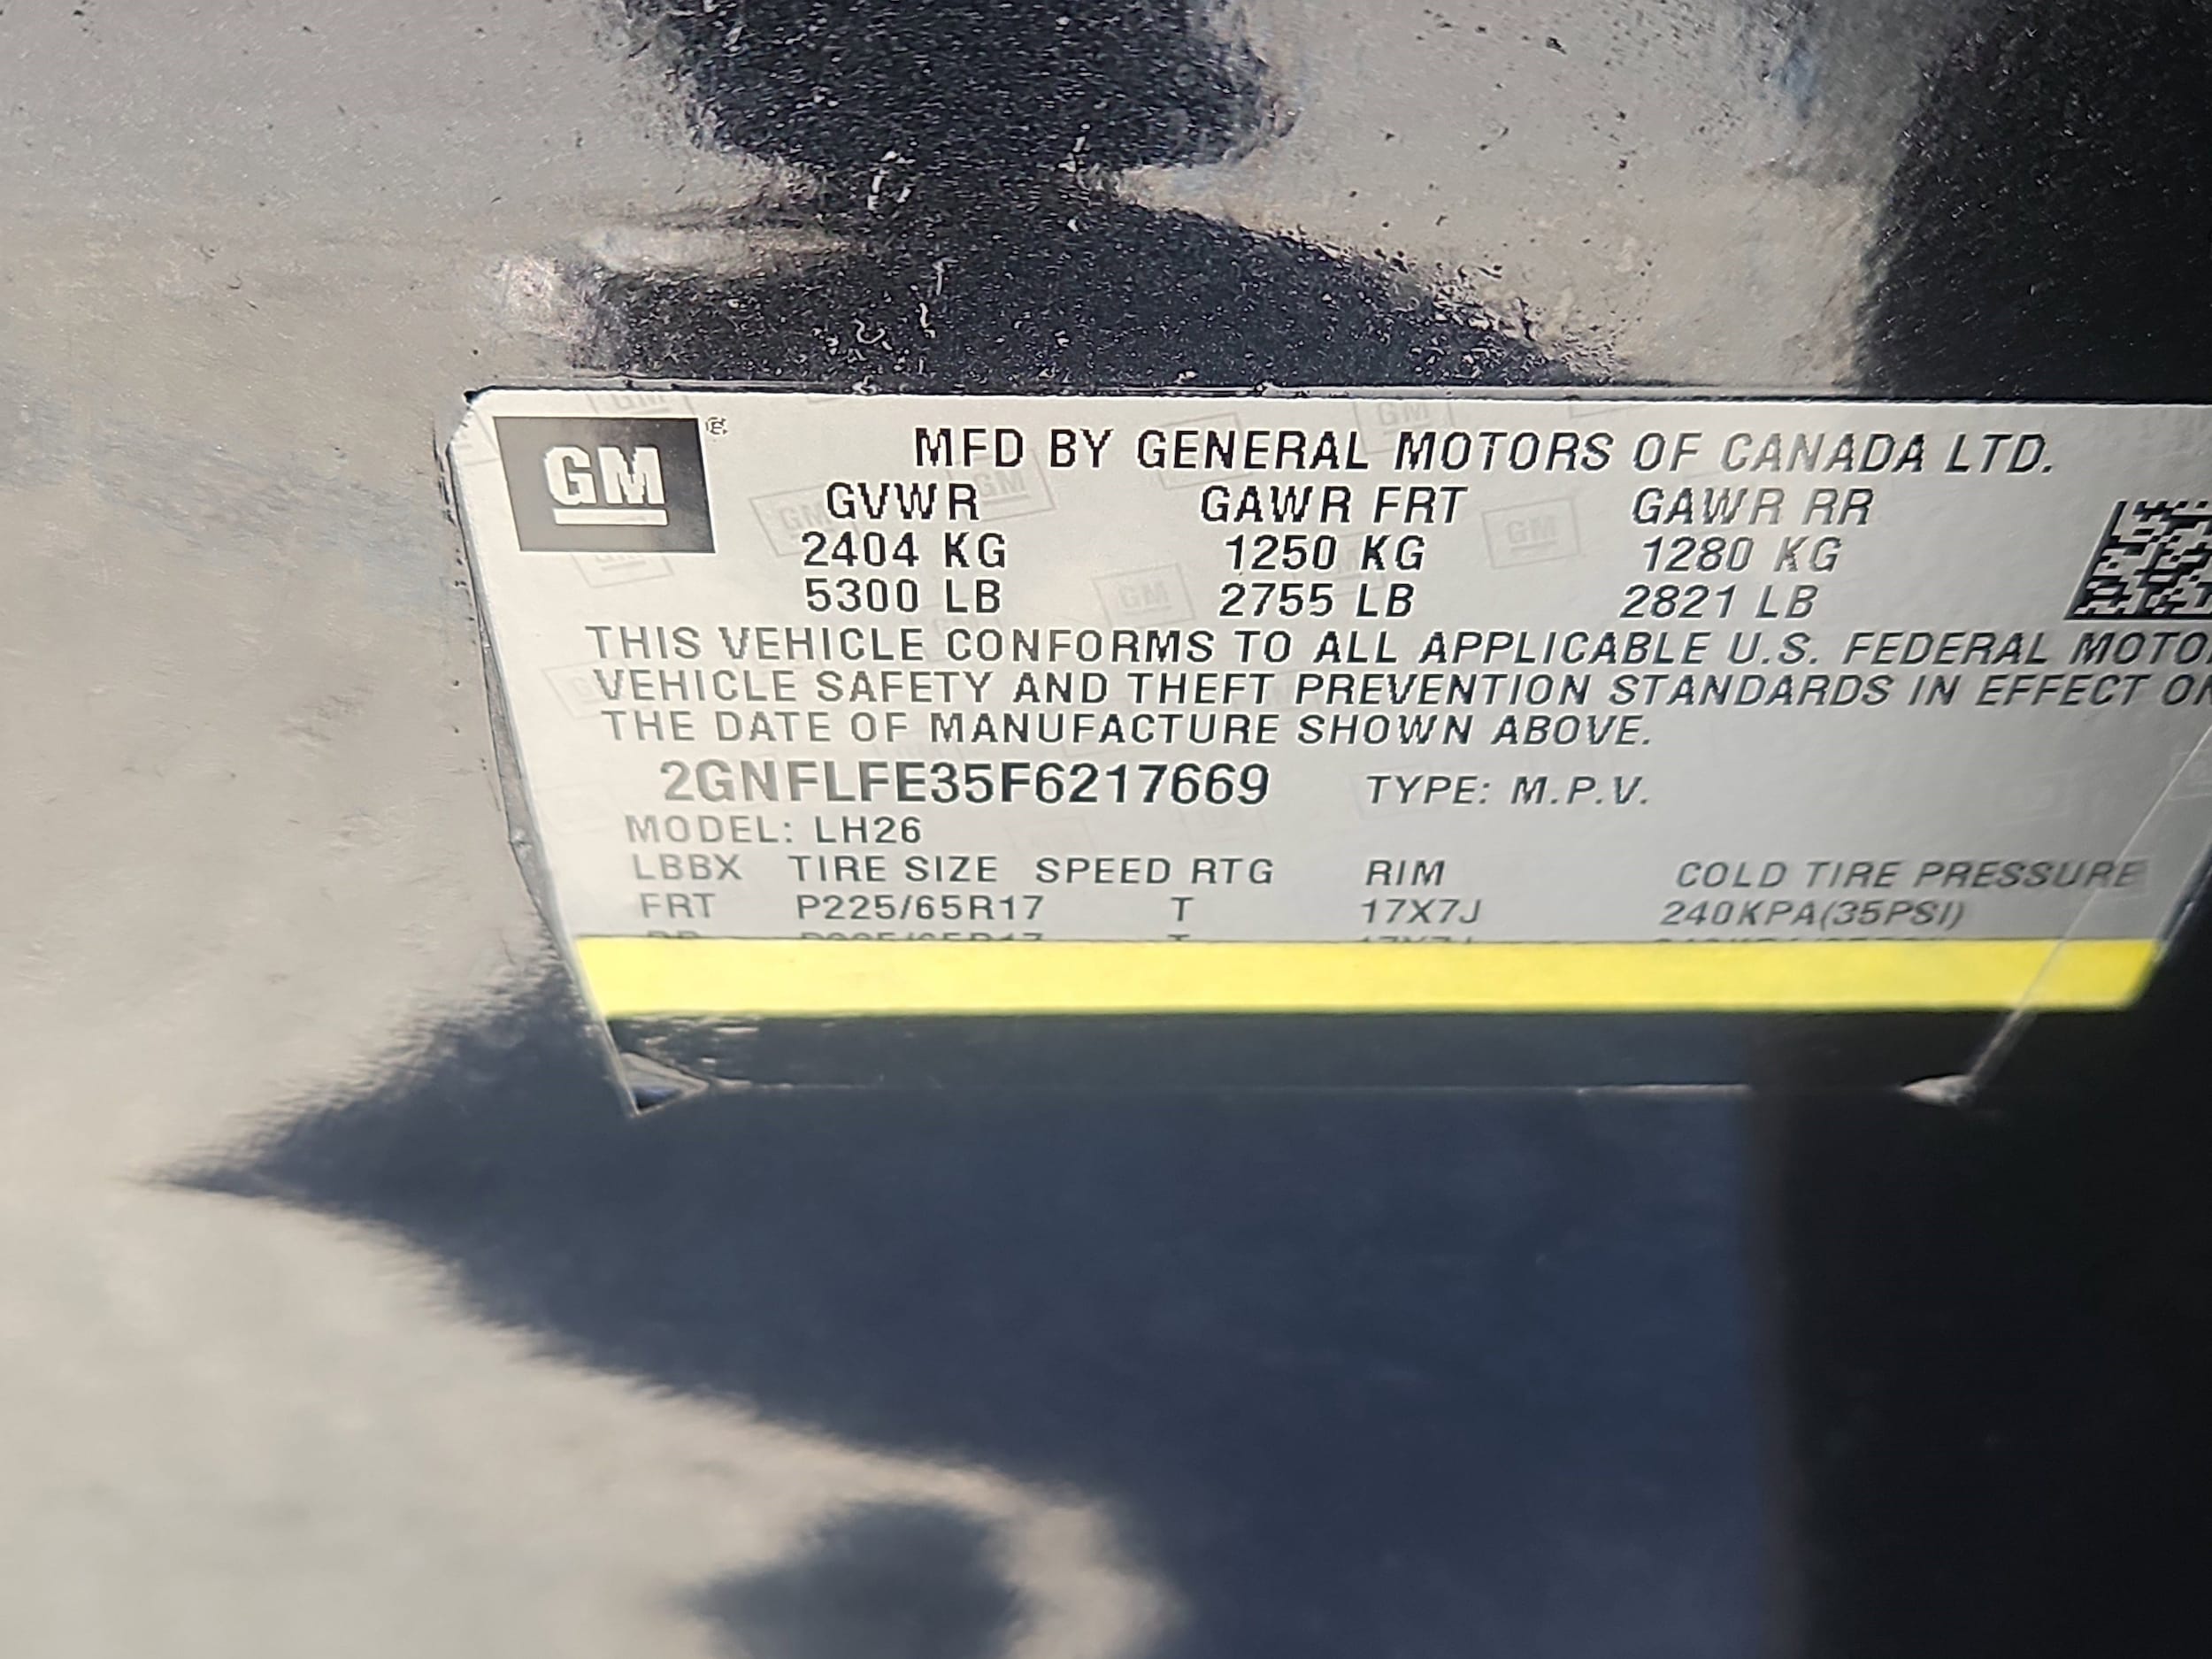 GM
MFD BY GENERAL MOTORS OF CANADA LTD.
GVWR GAWR FRT GAWR RR
2404 KG 1250 KG 1280 KG
5300 LB 2755 LB 2821 LB
THIS VEHICLE CONFORMS TO ALL APPLICABLE U.S. FEDERAL MOTO
VEHICLE SAFETY AND THEFT PREVENTION STANDARDS IN EFFECT O
THE DATE OF MANUFACTURE SHOWN ABOVE.
2GNFLFE35F6217669 TYPE: M.P.V.
MODEL: LH26
LBBX TIRE SIZE SPEED RTG RIM COLD TIRE PRESSURE
FRT P225/65R17 T 17X7J 240KPA(35PSI)